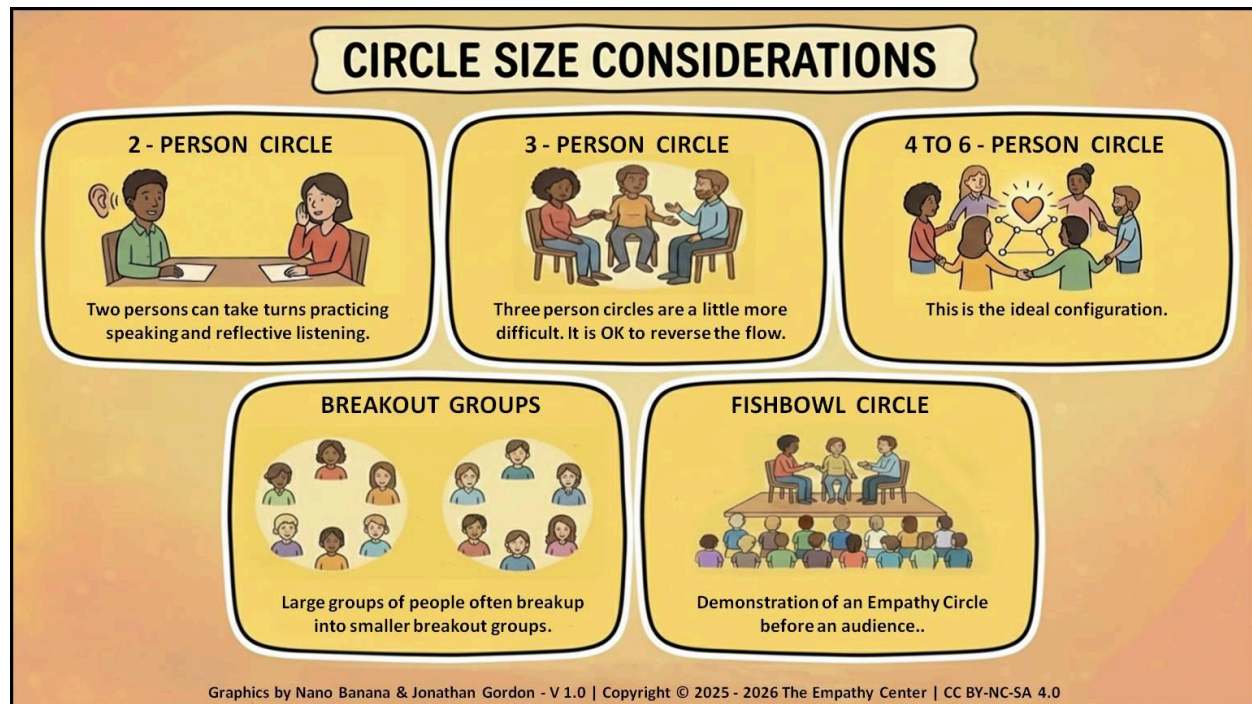 CIRCLE SIZE CONSIDERATIONS
2 - PERSON CIRCLE
Two persons can take turns practicing
speaking and reflective listening.
3 - PERSON CIRCLE
Three person circles are a little more
difficult. It is OK to reverse the flow.
4 TO 6 - PERSON CIRCLE
This is the ideal configuration.
BREAKOUT GROUPS
Large groups of people often breakup
into smaller breakout groups.
FISHBOWL CIRCLE
Demonstration of an Empathy Circle
before an audience..
Graphics by Nano Banana & Jonathan Gordon - V 1.0 | Copyright © 2025 - 2026 The Empathy Center | CC BY-NC-SA 4.0